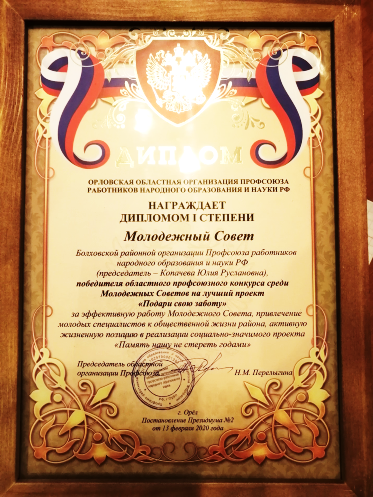 ДИПЛОМ
ОРЛОВСКАЯ ОБЛАСТНАЯ ОРГАНИЗАЦИЯ ПРОФСОЮЗА
РАБОТНИКОВ НАРОДНОГО ОБРАЗОВАНИЯ И НАУКИ РФ
НАГРАЖДАЕТ
ДИПЛОМОМ I СТЕПЕНИ
Молодежный Совет
Болховской районной организации Профсоюза работников
народного образования и науки РФ
(председатель – Копачева Юлия Руслановна),
победителя областного профсоюзного конкурса среди
Молодежных Советов на лучший проект
«Подари свою заботу»
за эффективную работу Молодежного Совета, привлечение
молодых специалистов к общественной жизни района, активную
жизненную позицию в реализации социально-значимого проекта
«Память нашу не стереть годами»
Председатель областной
организации Профсоюза Н.М. Перелыгина
г. Орёл
Постановление Президиума №2
от 13 февраля 2020 года